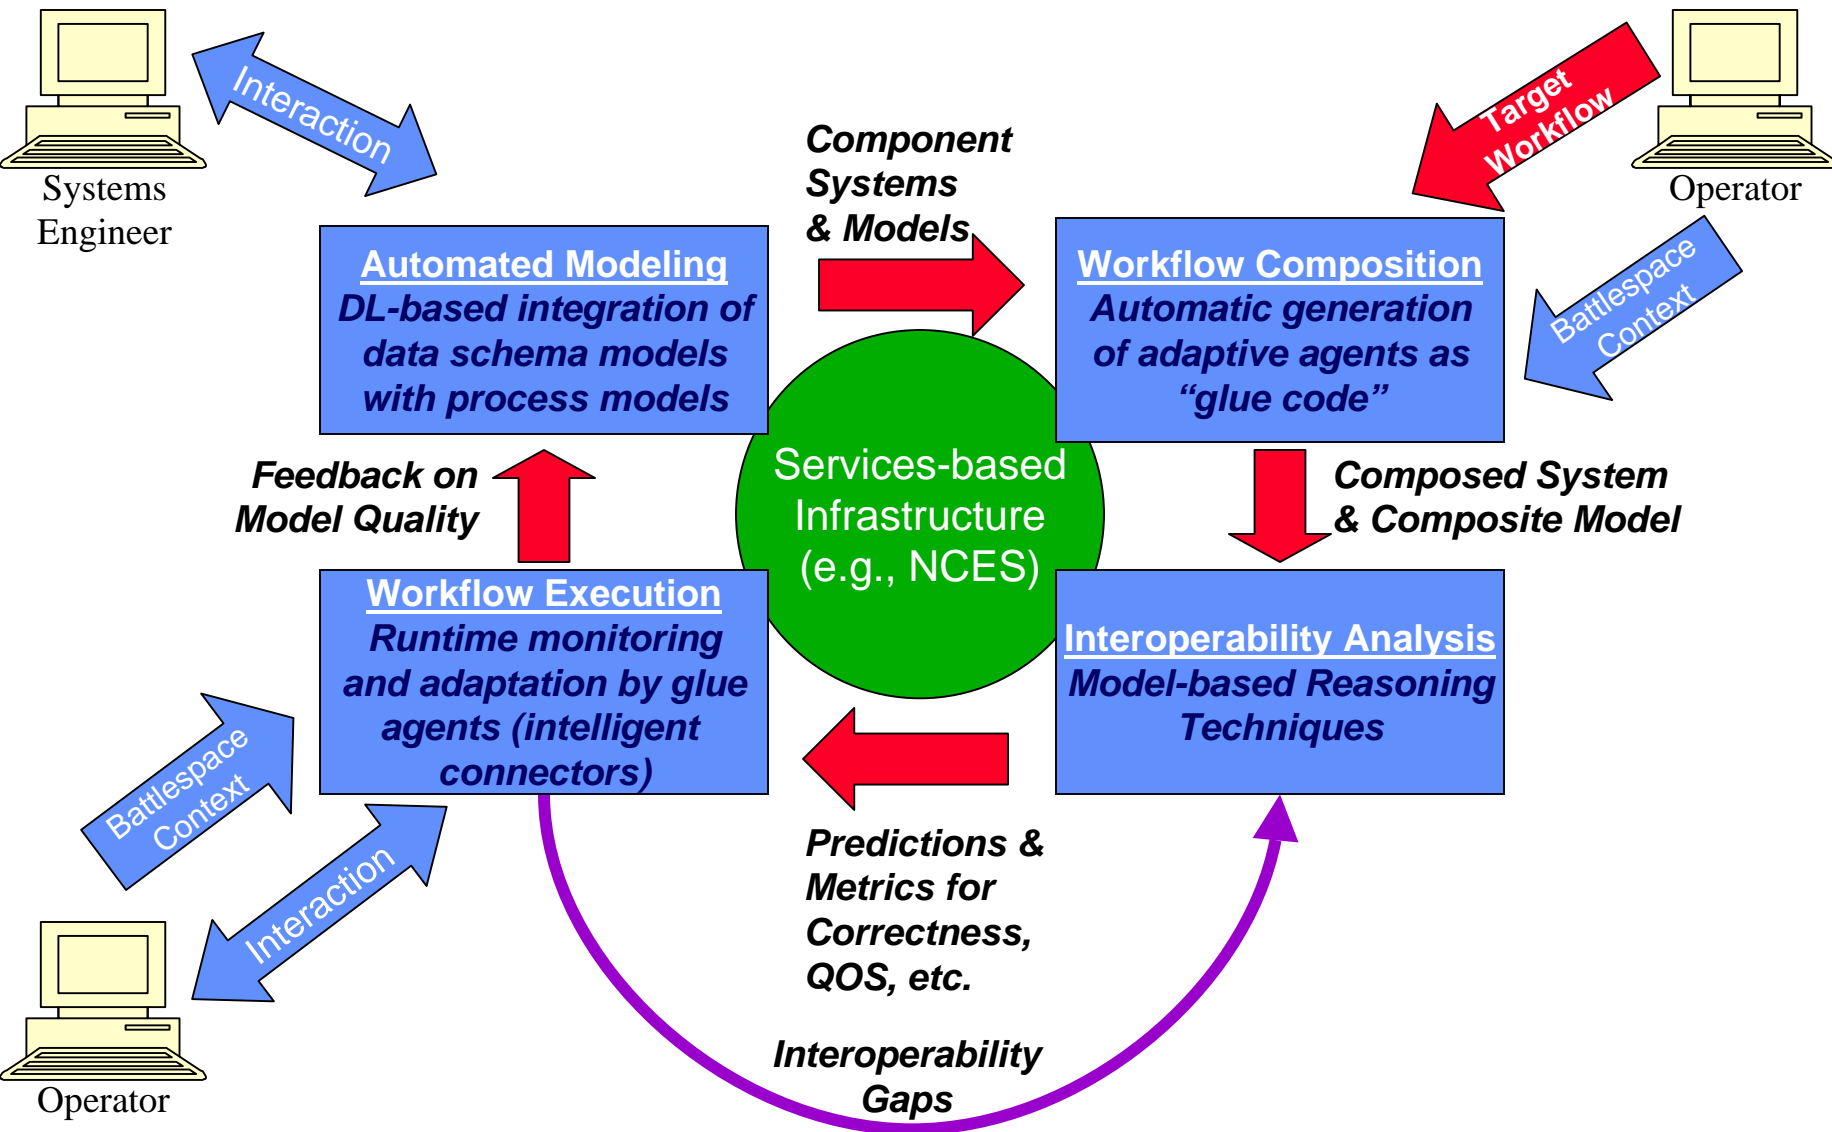 Interaction
Systems
Engineer
Component
Systems
& Models
Target
Workflow
Operator
Automated Modeling
DL-based integration of
data schema models
with process models
Workflow Composition
Automatic generation
of adaptive agents as
“glue code”
Battlespace
Context
Feedback on
Model Quality
Services-based
Infrastructure
(e.g., NCES)
Composed System
& Composite Model
Workflow Execution
Runtime monitoring
and adaptation by glue
agents (intelligent
connectors)
Interoperability Analysis
Model-based Reasoning
Techniques
Battlespace
Context
Interaction
Operator
Predictions &
Metrics for
Correctness,
QOS, etc.
Interoperability
Gaps